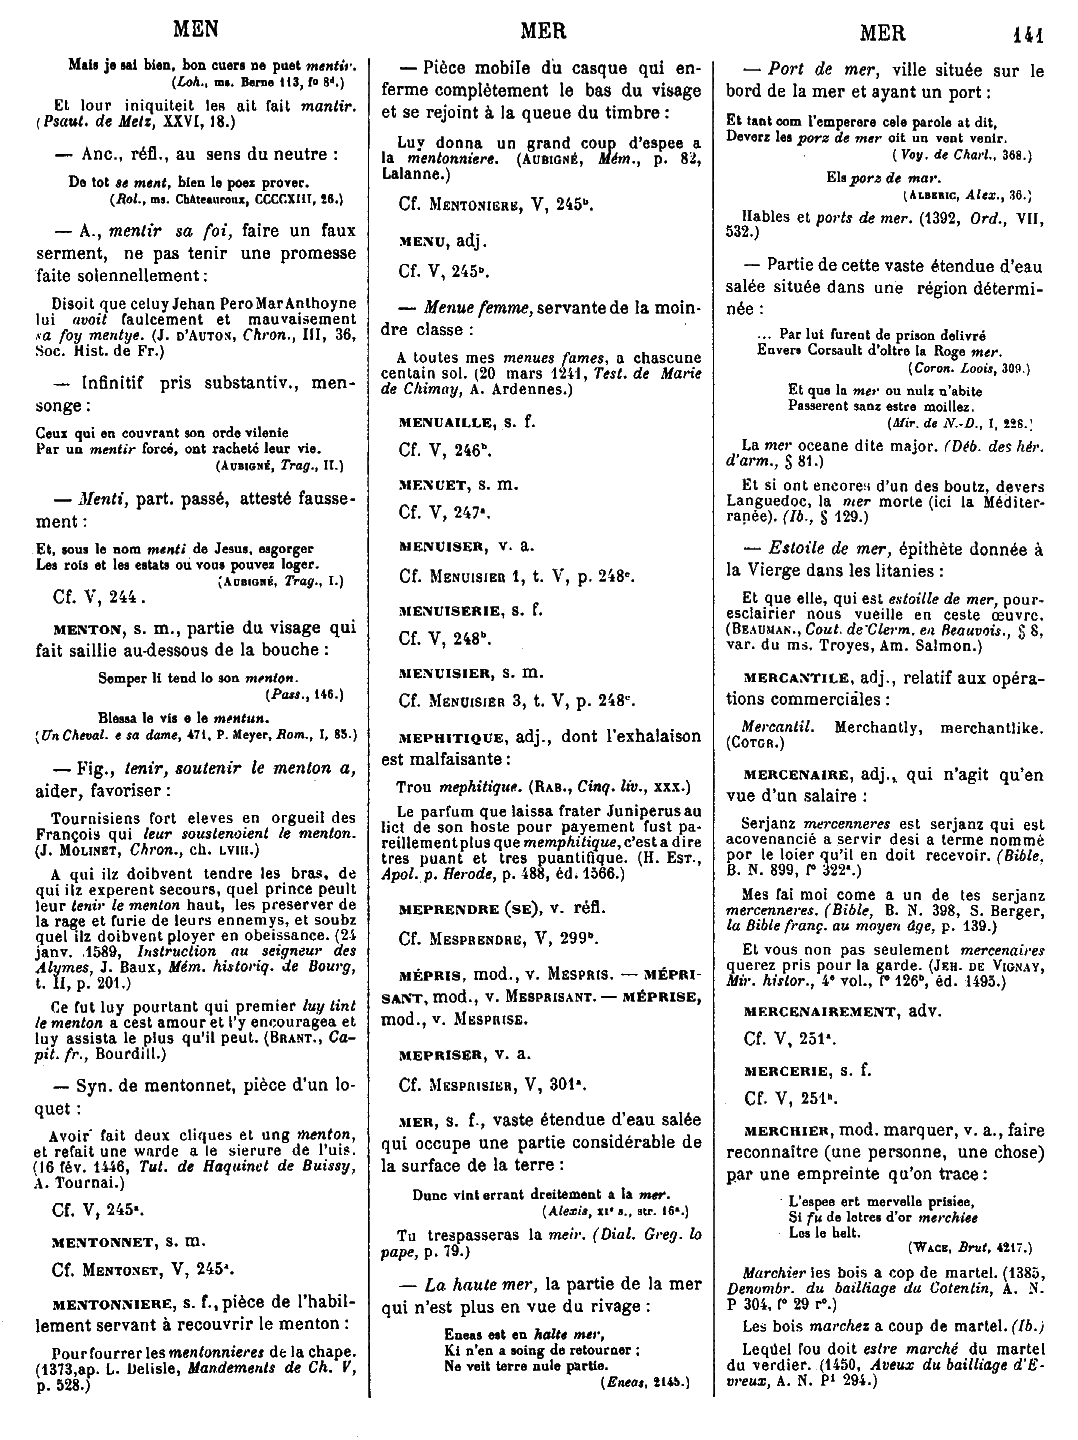 MEN
MER
MER
141
Mais je sai bien, bon cuers ne puet mentir.
(Loh., ms. Berne 113, fo 8d.)
Et lour iniquiteit les ait fait mantir.
(Psaut. de Metz, XXVI, 18.)
— Anc., réfl., au sens du neutre :
De tot se ment, bien le poez prover.
(Rol., ms. Châteauroux, CCCCXIII, 26.)
— A., mentir sa foi, faire un faux
serment, ne pas tenir une promesse
faite solennellement :
Disoit que celuy Jehan Pero Mar Anthoyne
lui avoit faulcement et mauvaisement
sa foy mentye. (J. D'AUTON, Chron., III, 36,
Soc. Hist. de Fr.)
— Infinitif pris substantiv., men-
songe :
Ceux qui en couvrant son orde vilenie
Par un mentir forcé, ont racheté leur vie.
(AUBIGNÉ, Trag., II.)
— Menti, part. passé, attesté fausse-
ment :
Et, sous le nom menti de Jesus, esgorger
Les rois et les estats où vous pouvez loger.
(AUBIGNÉ, Trag., I.)
Cf. V, 244.
MENTON, s. m., partie du visage qui
fait saillie au-dessous de la bouche :
Semper li tend lo son menton.
(Pass., 146.)
Blessa le vis e le mentun.
(Un Cheval. e sa dame, 471, P. Meyer, Rom., I, 85.)
— Fig., tenir, soutenir le menton a,
aider, favoriser :
Tournisiens fort eleves en orgueil des
François qui leur soustenoient le menton.
(J. MOLINET, Chron., ch. LVIII.)
A qui ilz doibvent tendre les bras, de
qui ilz experent secours, quel prince peult
leur tenir le menton haut, les preserver de
la rage et furie de leurs ennemys, et soubz
quel ilz doibvent ployer en obeissance. (24
janv. 1589, Instruction au seigneur des
Alymes, J. Baux, Mém. historiq. de Bourg,
t. II, p. 201.)
Ce fut luy pourtant qui premier luy tint
le menton a cest amour et l'y encouragea et
luy assista le plus qu'il peut. (BRANT., Ca-
pit. fr., Bourdill.)
— Syn. de mentonnet, pièce d'un lo-
quet :
Avoir fait deux cliques et ung menton,
et refait une warde a le sierure de l'uis.
(16 fév. 1446, Tut. de Haquinet de Buissy,
A. Tournai.)
Cf. V, 245a.
MENTONNET, s. m.
Cf. MENTONET, V, 245a.
MENTONNIERE, s. f., pièce de l'habil-
lement servant à recouvrir le menton :
Pour fourrer les mentonnieres de la chape.
(1373, ap. L. Delisle, Mandements de Ch. V,
p. 528.)
— Pièce mobile du casque qui en-
ferme complètement le bas du visage
et se rejoint à la queue du timbre :
Luy donna un grand coup d'espee a
la mentonniere. (AUBIGNÉ, Mém., p. 82,
Lalanne.)
Cf. MENTONIERE, V, 245b.
MENU, adj.
Cf. V, 245b.
— Menue femme, servante de la moin-
dre classe :
A toutes mes menues fames, a chascune
centain sol. (20 mars 1241, Test. de Marie
de Chimay, A. Ardennes.)
MENUAILLE, s. f.
Cf. V, 246b.
MENUET, s. m.
Cf. V, 247a.
MENUISER, v. a.
Cf. MENUISIER 1, t. V, p. 248c.
MENUISERIE, s. f.
Cf. V, 248b.
MENUISIER, s. m.
Cf. MENUISIER 3, t. V, p. 248c.
MEPHITIQUE, adj., dont l'exhalaison
est malfaisante :
Trou mephitique. (RAB., Cinq. liv., XXX.)
Le parfum que laissa frater Juniperus au
lict de son hoste pour payement fust pa-
reillement plus que memphitique, c'est a dire
tres puant et tres puantifique. (H. EST.,
Apol. p. Herode, p. 488, éd. 1566.)
MEPRENDRE (SE), v. réfl.
Cf. MESPRENDRE, V, 299b.
MÉPRIS, mod., v. MESPRIS. — MÉPRI-
SANT, mod., v. MESPRISANT. — MÉPRISE,
mod., v. MESPRISE.
MEPRISER, v. a.
Cf. MESPRISIER, V, 301a.
MER, s. f., vaste étendue d'eau salée
qui occupe une partie considérable de
la surface de la terre :
Dunc vint errant dreitement a la mer.
(Alexis, XIe s., str. 16a.)
Tu trespasseras la meir. (Dial. Greg. lo
pape, p. 79.)
— La haute mer, la partie de la mer
qui n'est plus en vue du rivage :
Eneas est en halte mer,
Ki n'en a soing de retourner ;
Ne veit terre nule partie.
(Eneas, 2145.)
— Port de mer, ville située sur le
bord de la mer et ayant un port :
Et tant com l'emperere cele parole at dit,
Deverz les porz de mer oit un vent venir.
(Voy. de Charl., 368.)
Els porz de mar.
(ALBERIC, Alex., 36.)
Hables et ports de mer. (1392, Ord., VII,
532.)
— Partie de cette vaste étendue d'eau
salée située dans une région détermi-
née :
... Par lui furent de prison delivré
Envers Corsault d'oltre la Roge mer.
(Coron. Loois, 309.)
Et que la mer ou nulz n'abite
Passerent sanz estre moillez.
(Mir. de N.-D., I, 226.)
La mer oceane dite major. (Déb. des hér.
d'arm., § 81.)
Et si ont encores d'un des boutz, devers
Languedoc, la mer morte (ici la Méditer-
ranée). (Ib., § 129.)
— Estoile de mer, épithète donnée à
la Vierge dans les litanies :
Et que elle, qui est estoille de mer, pour-
esclairier nous vueille en ceste œuvre.
(BEAUMAN., Cout. de Clerm. en Beauvois., § 8,
var. du ms. Troyes, Am. Salmon.)
MERCANTILE, adj., relatif aux opéra-
tions commerciales :
Mercantil. Merchantly, merchantlike.
(COTGR.)
MERCENAIRE, adj., qui n'agit qu'en
vue d'un salaire :
Serjanz mercenneres est serjanz qui est
acovenancié a servir desi a terme nommé
por le loier qu'il en doit recevoir. (Bible,
B. N. 899, f° 322a.)
Mes fai moi come a un de tes serjanz
mercenneres. (Bible, B. N. 398, S. Berger,
la Bible franç. au moyen âge, p. 139.)
Et vous non pas seulement mercenaires
querez pris pour la garde. (JEH. DE VIGNAY,
Mir. histor., 4e vol., f° 126b, éd. 1495.)
MERCENAIREMENT, adv.
Cf. V, 251a.
MERCERIE, s. f.
Cf. V, 251b.
MERCHIER, mod. marquer, v. a., faire
reconnaître (une personne, une chose)
par une empreinte qu'on trace :
L'espee ert mervelle prisiee,
Si fu de letres d'or merchiee
Les le helt.
(WACE, Brut, 4217.)
Marchier les bois a cop de martel. (1385,
Denombr. du bailliage du Cotentin, A. N.
P 304, f° 29 r°.)
Les bois marchez a coup de martel. (Ib.)
Leqúel fou doit estre marché du martel
du verdier. (1450, Aveux du bailliage d'E-
vreux, A. N. P1 294.)